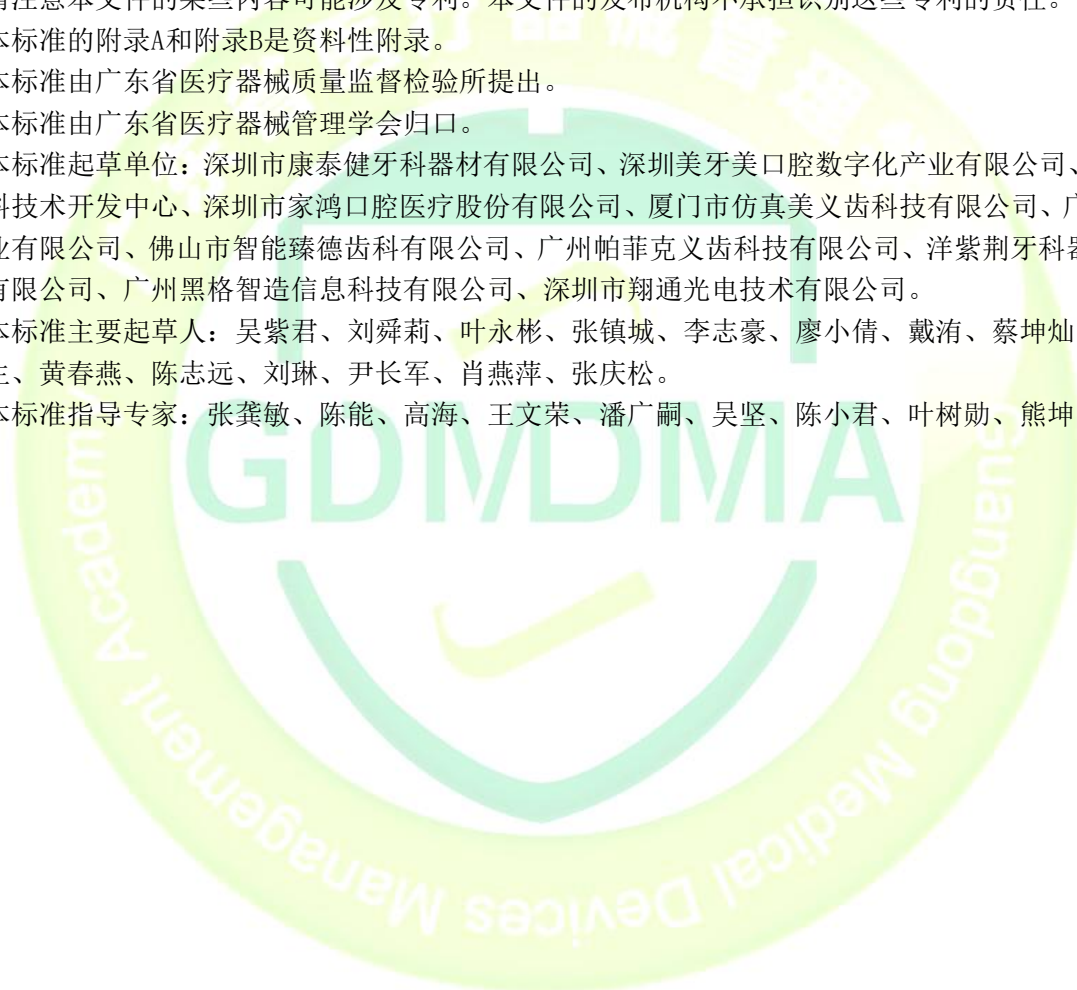 请注意本文件的某些内容可能涉及专利。本文件的发布机构不承担识别这些专利的责任。
本标准的附录A和附录B是资料性附录。
本标准由广东省医疗器械质量监督检验所提出。
本标准由广东省医疗器械管理学会归口。
本标准起草单位：深圳市康泰健牙科器材有限公司、深圳美牙美口腔数字化产业有限公司、
科技术开发中心、深圳市家鸿口腔医疗股份有限公司、厦门市仿真美义齿科技有限公司、广
业有限公司、佛山市智能臻德齿科有限公司、广州帕菲克义齿科技有限公司、洋紫荆牙科器
有限公司、广州黑格智造信息科技有限公司、深圳市翔通光电技术有限公司。
本标准主要起草人：吴紫君、刘舜莉、叶永彬、张镇城、李志豪、廖小倩、戴洧、蔡坤灿
生、黄春燕、陈志远、刘琳、尹长军、肖燕萍、张庆松。
本标准指导专家：张龚敏、陈能、高海、王文荣、潘广嗣、吴坚、陈小君、叶树勋、熊坤
GDMDMA
Guangdong Medical Devices Management Academy